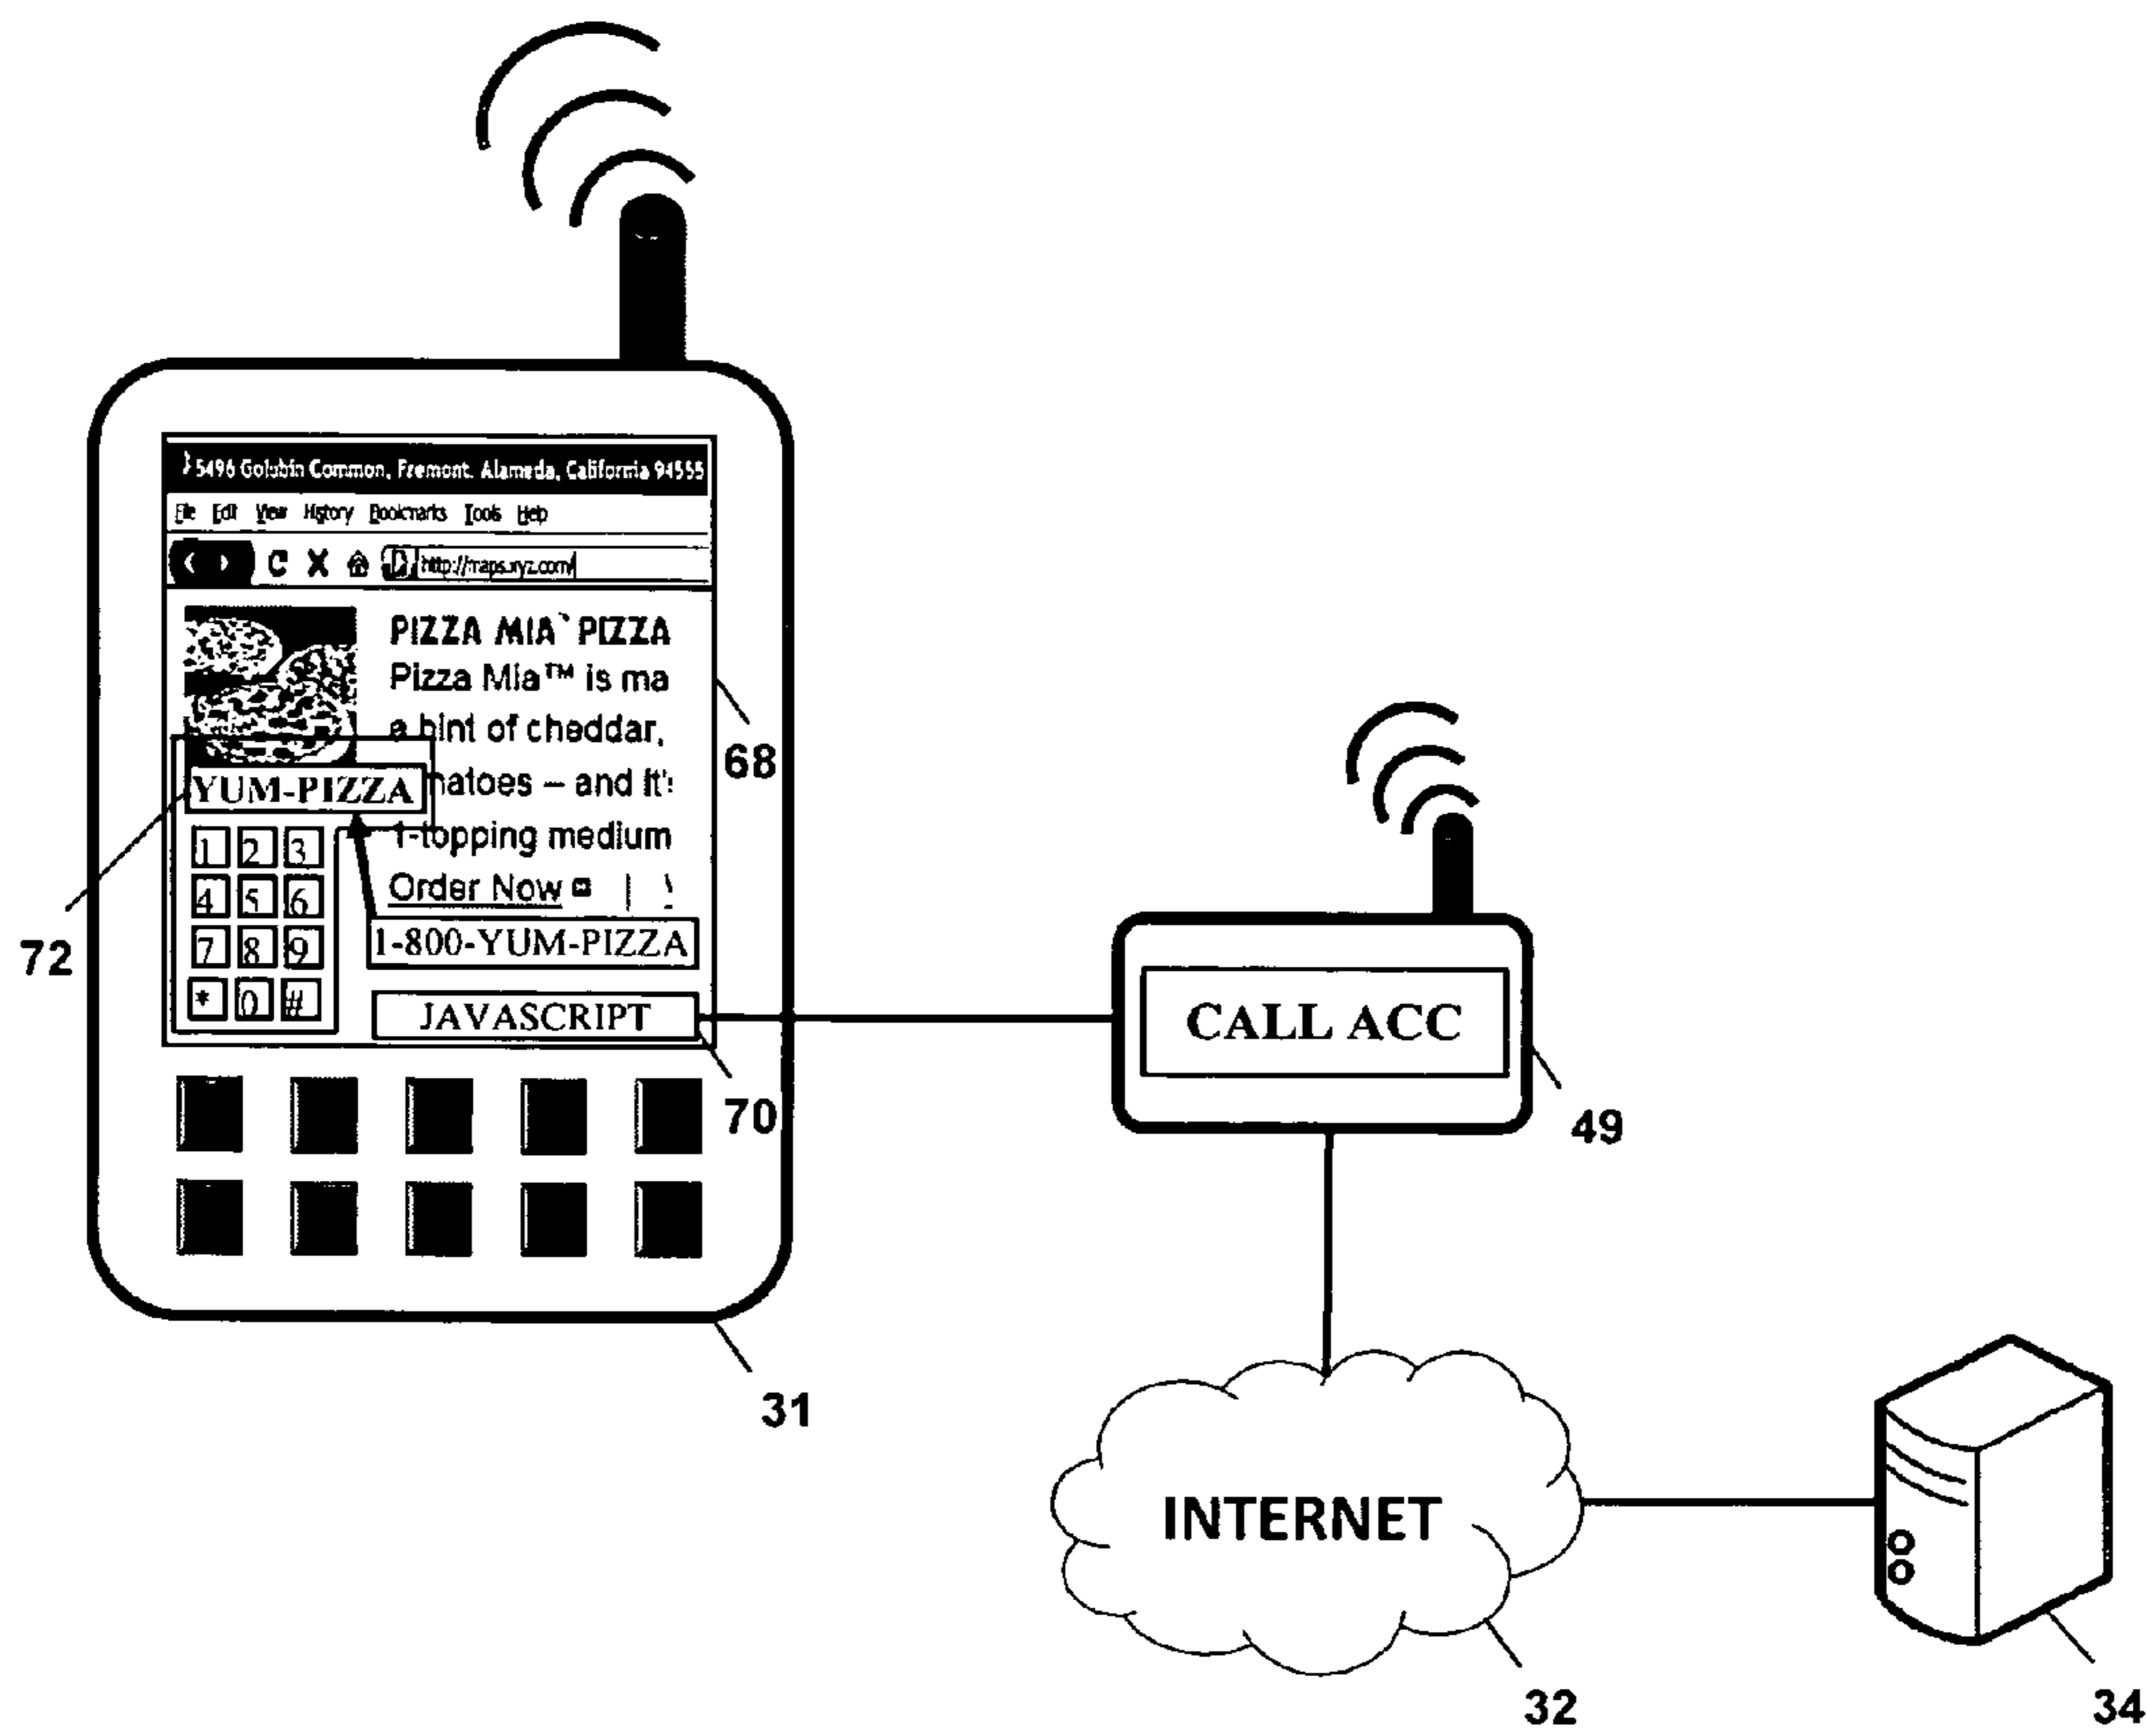 5496 Golubin Common, Fremont. Alameda, California 94555
File Edit View History Bookmarks Tools Help
C X http://maps.xyz.com/
PIZZA MIA` PIZZA
Pizza Mia™ is ma
a hint of cheddar,
YUM-PIZZA natoes – and it's
1-topping medium
1 2 3
4 5 6
Order Now
7 8 9
1-800-YUM-PIZZA
* 0 #
JAVASCRIPT
68
72
70
31
CALL ACC
49
INTERNET
32
34